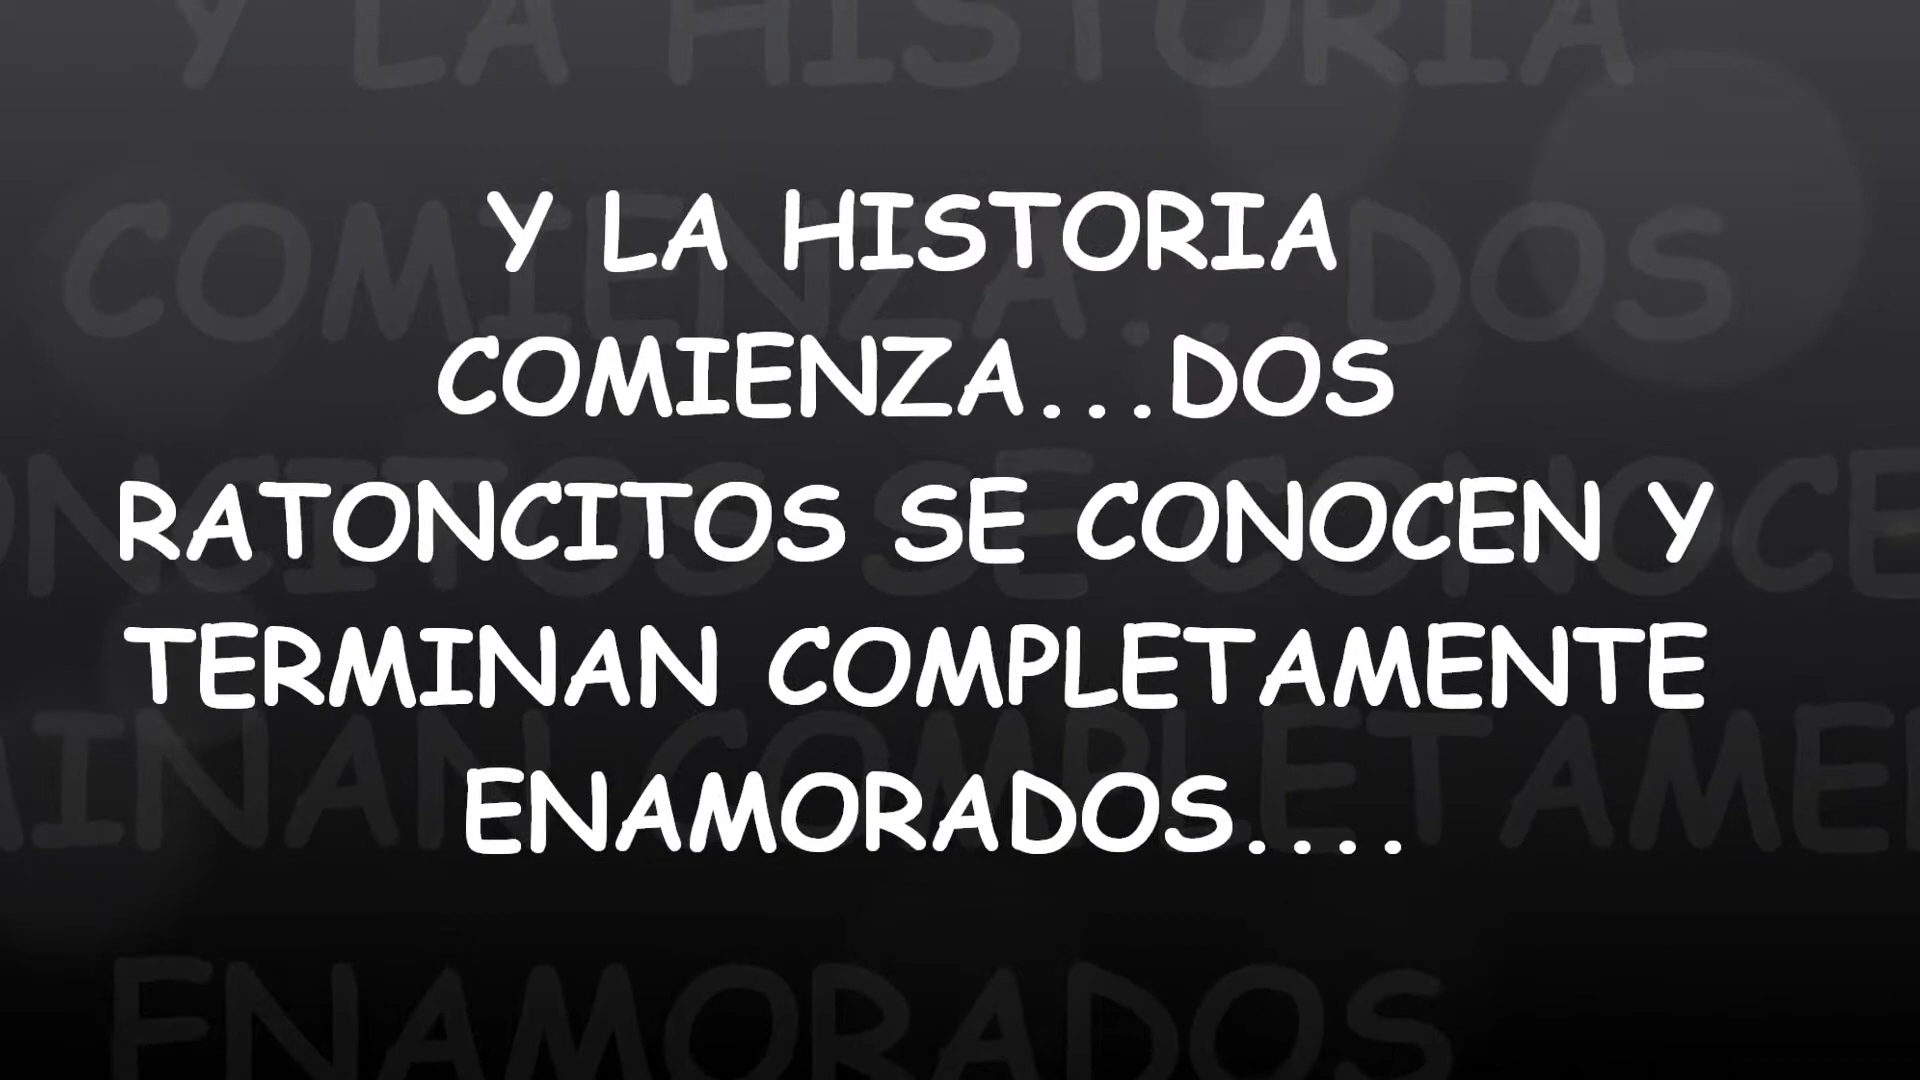 Y LA HISTORIA
COMIENZA...DOS
RATONCITOS SE CONOCEN Y
TERMINAN COMPLETAMENTE
ENAMORADOS....